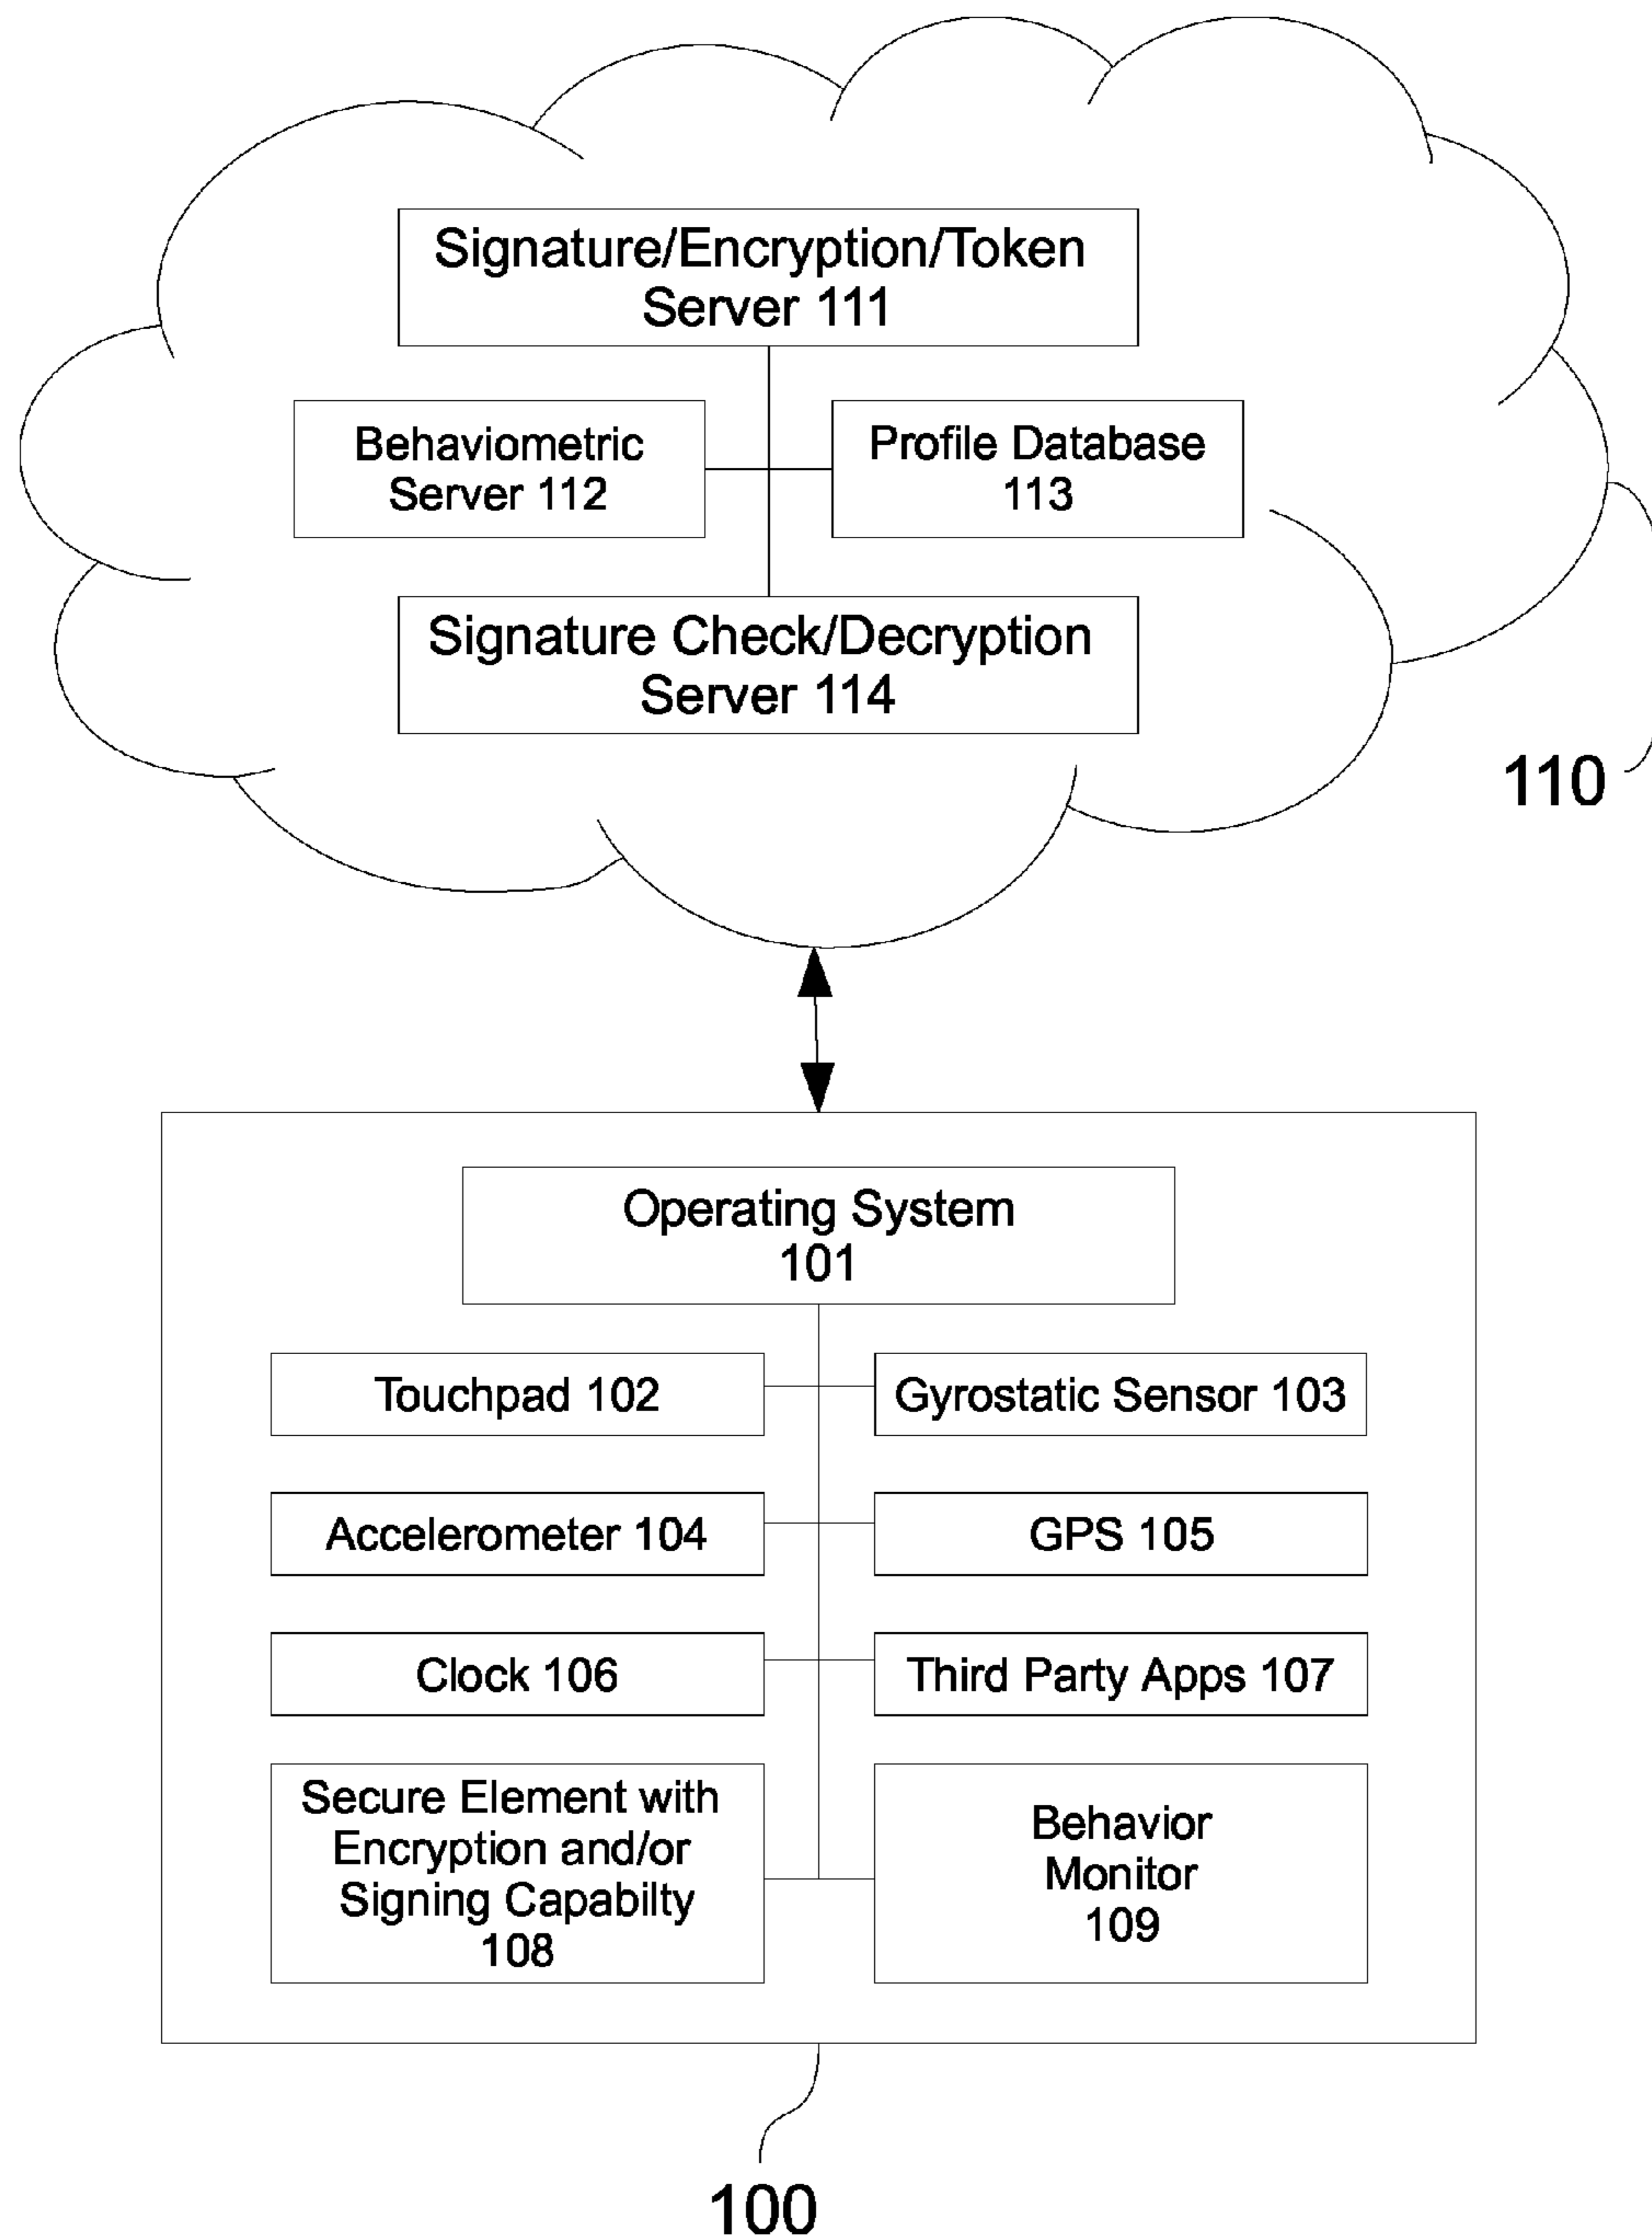 Signature/Encryption/Token
Server 111
Behaviometric
Server 112
Profile Database
113
Signature Check/Decryption
Server 114
110
Operating System
101
Touchpad 102
Gyrostatic Sensor 103
Accelerometer 104
GPS 105
Clock 106
Third Party Apps 107
Secure Element with
Encryption and/or
Signing Capabilty
108
Behavior
Monitor
109
100